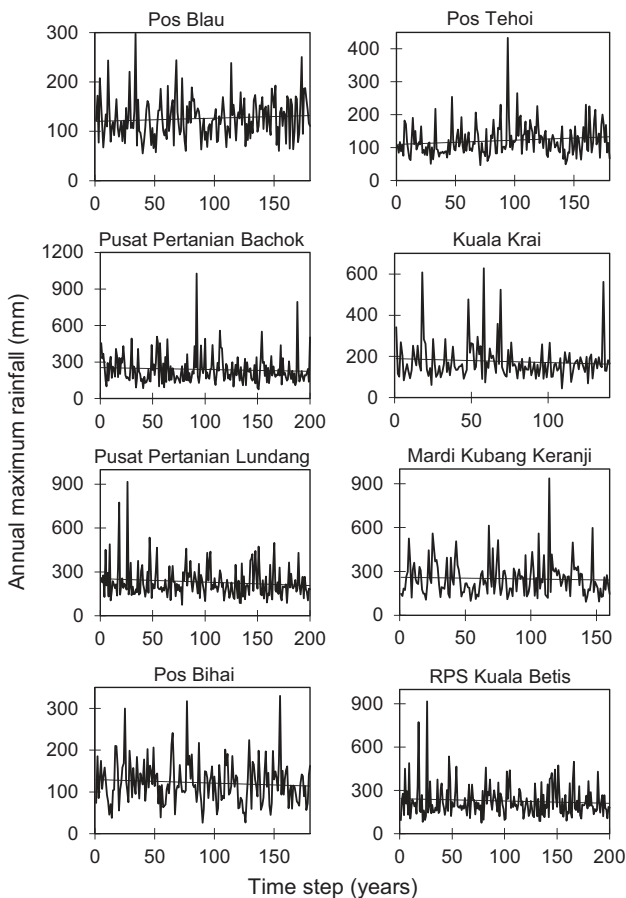 Pos Blau
300
200
100
0
0 50 100 150
Pos Tehoi
400
300
200
100
0
0 50 100 150
Pusat Pertanian Bachok
1200
900
600
300
0
0 50 100 150 200
Kuala Krai
600
400
200
0
0 50 100
Pusat Pertanian Lundang
900
600
300
0
0 50 100 150 200
Mardi Kubang Keranji
900
600
300
0
0 50 100 150
Pos Bihai
300
200
100
0
0 50 100 150
RPS Kuala Betis
900
600
300
0
0 50 100 150 200
Annual maximum rainfall (mm)
Time step (years)